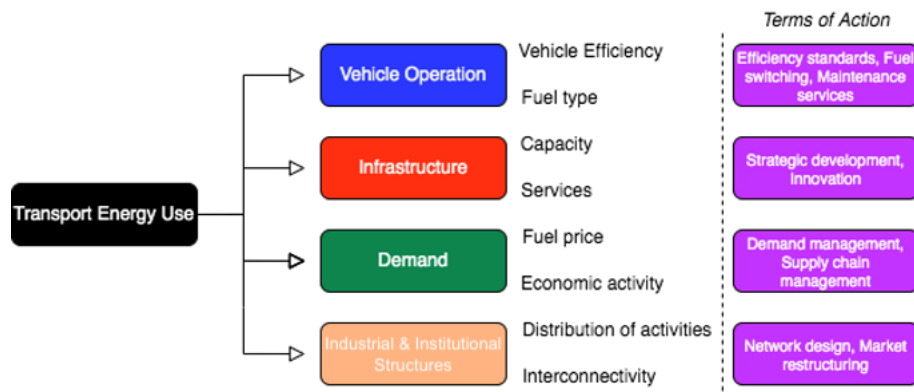 Terms of Action
Transport Energy Use
Vehicle Operation
Vehicle Efficiency
Fuel type
Efficiency standards, Fuel
switching, Maintenance
services
Infrastructure
Capacity
Services
Strategic development,
Innovation
Demand
Fuel price
Economic activity
Demand management,
Supply chain
management
Industrial & Institutional
Structures
Distribution of activities
Interconnectivity
Network design, Market
restructuring